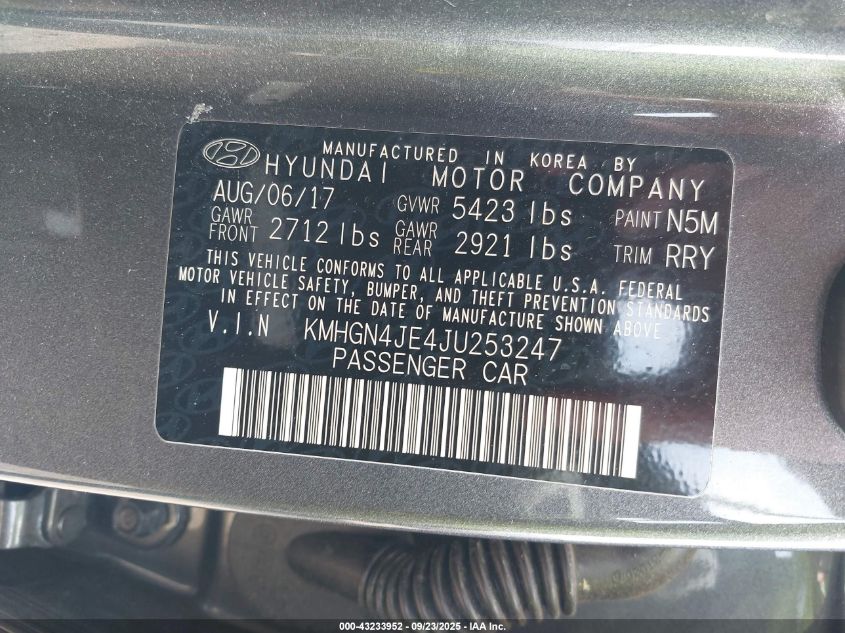 MANUFACTURED IN KOREA BY
HYUNDAI MOTOR COMPANY
AUG/06/17 GVWR 5423 lbs PAINT N5M
GAWR FRONT 2712 lbs GAWR REAR 2921 lbs TRIM RRY
THIS VEHICLE CONFORMS TO ALL APPLICABLE U.S.A. FEDERAL
MOTOR VEHICLE SAFETY, BUMPER, AND THEFT PREVENTION STANDARDS
IN EFFECT ON THE DATE OF MANUFACTURE SHOWN ABOVE
V.I.N KMHGN4JE4JU253247
PASSENGER CAR
000-43233952 - 09/23/2025 - IAA Inc.